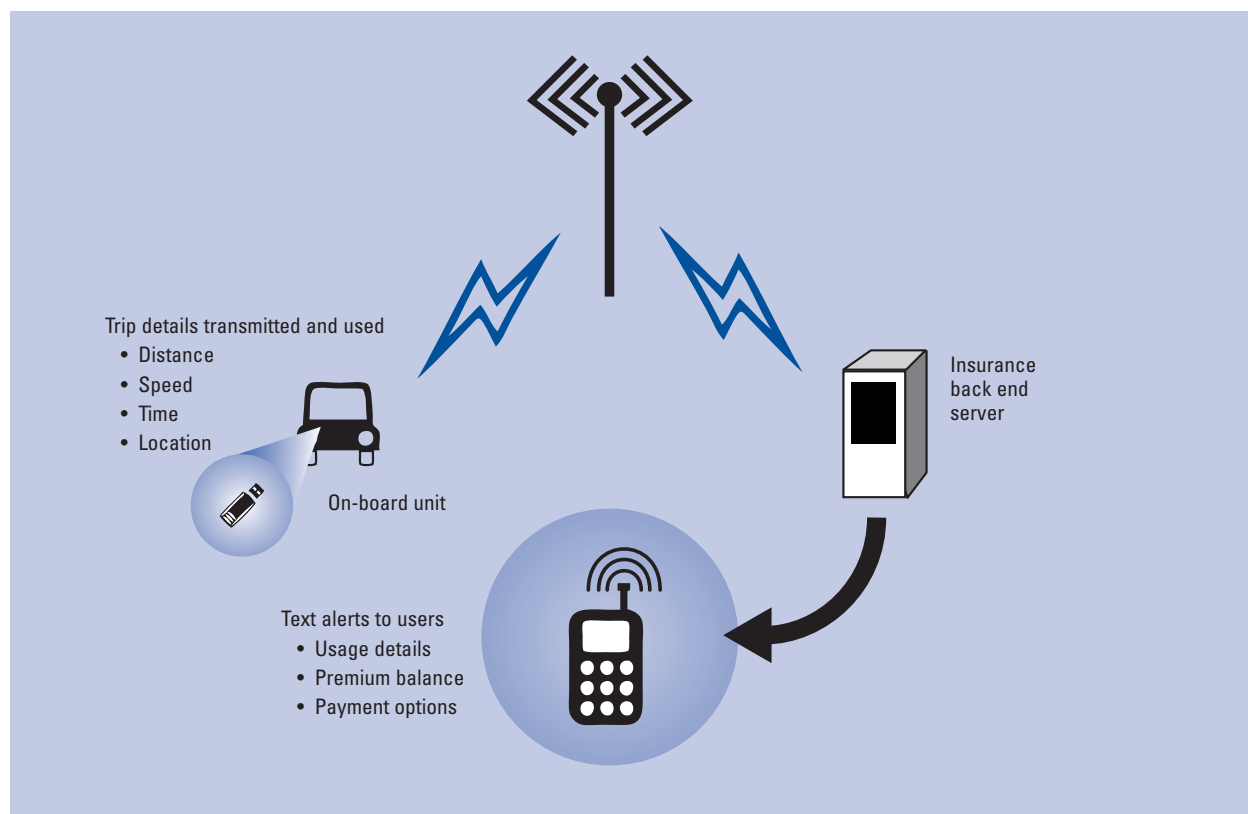 Trip details transmitted and used
• Distance
• Speed
• Time
• Location
On-board unit
Insurance
back end
server
Text alerts to users
• Usage details
• Premium balance
• Payment options